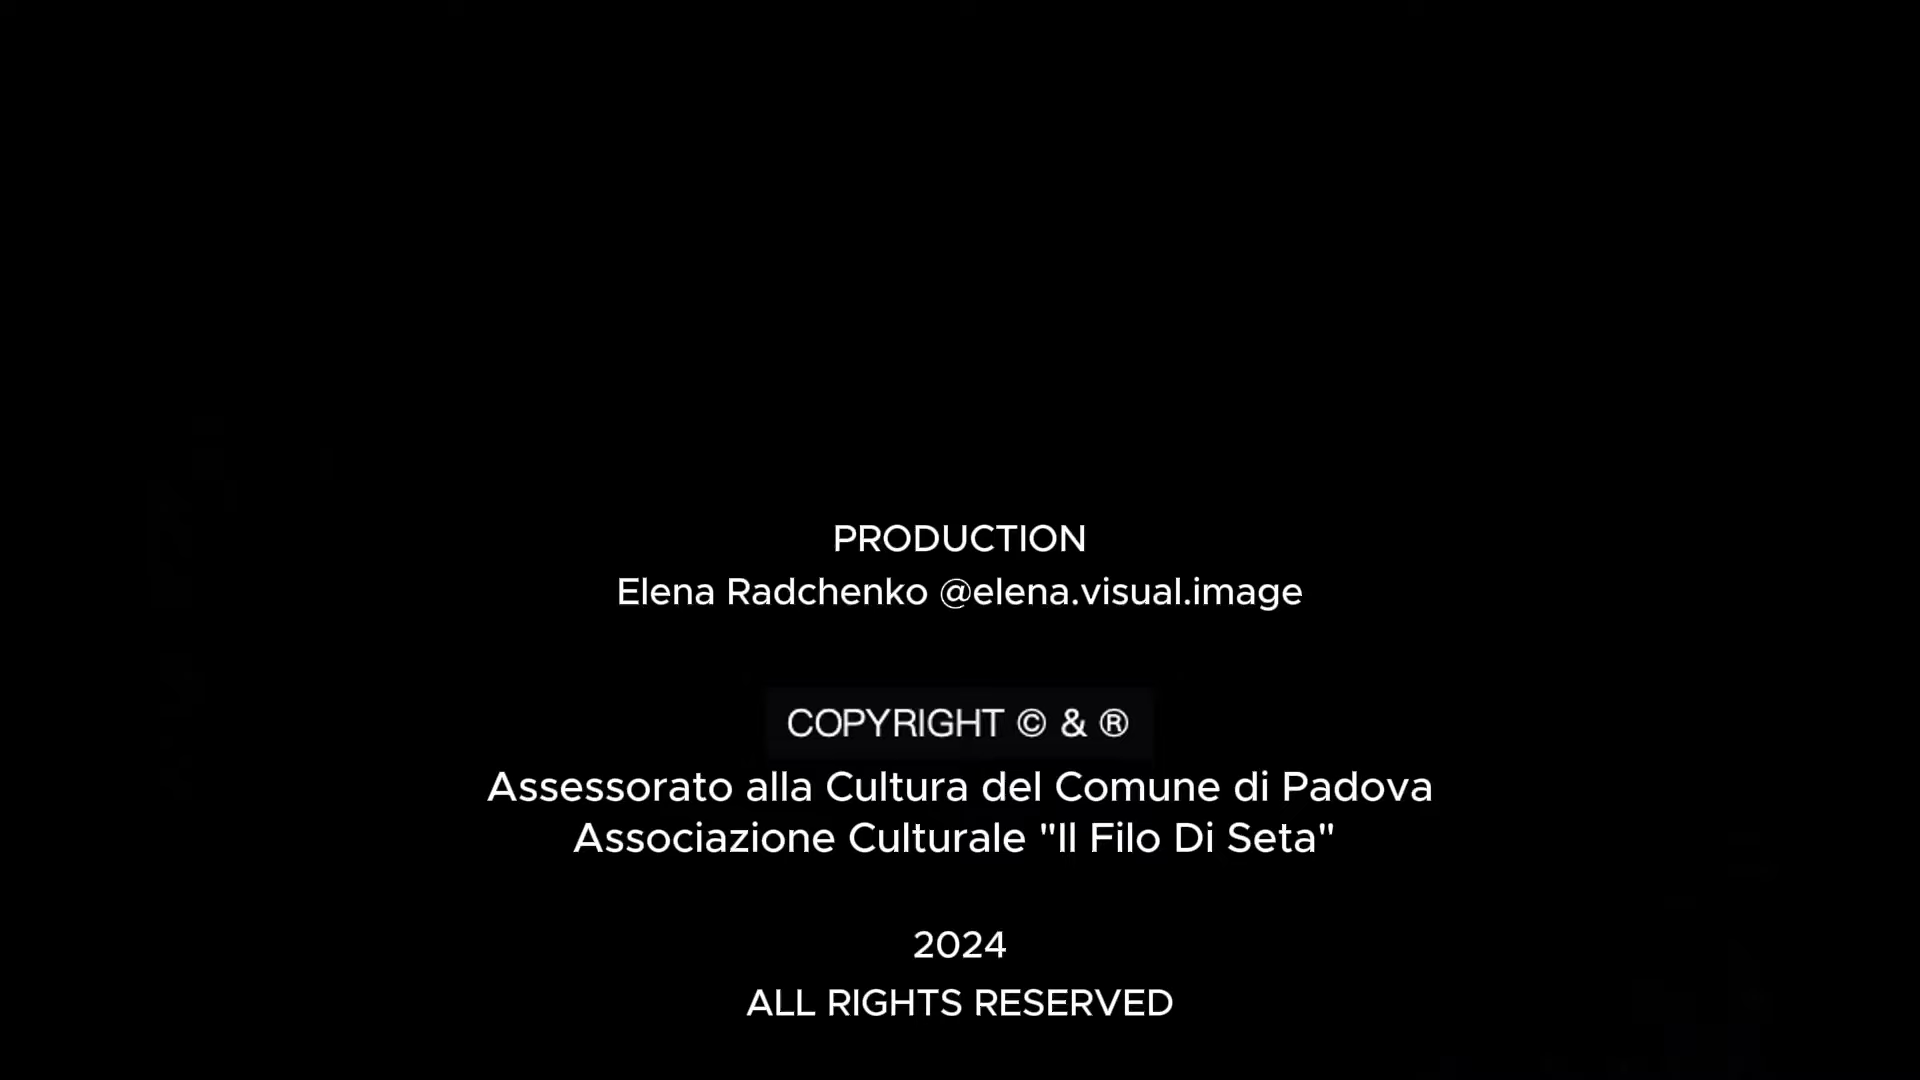 PRODUCTION
Elena Radchenko @elena.visual.image
COPYRIGHT © & ®
Assessorato alla Cultura del Comune di Padova
Associazione Culturale "Il Filo Di Seta"
2024
ALL RIGHTS RESERVED